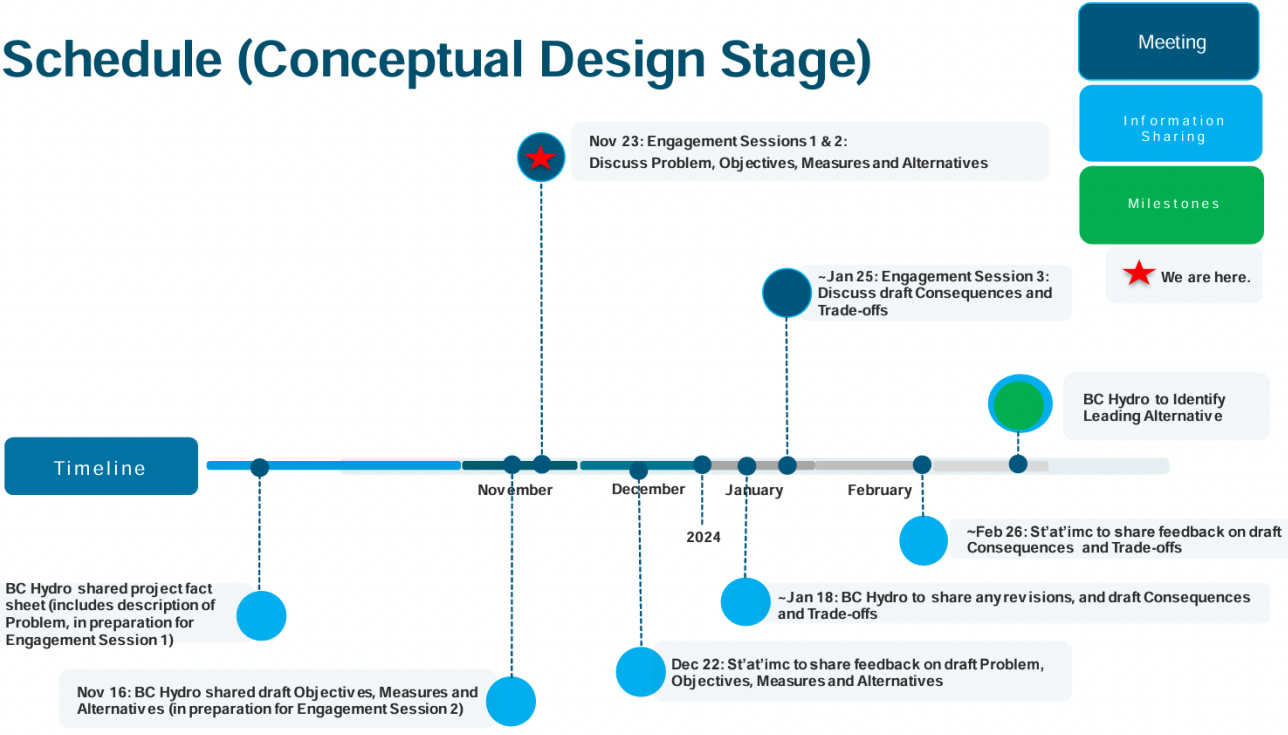 Schedule (Conceptual Design Stage)
Meeting
Information
Sharing
Milestones
We are here.
Nov 23: Engagement Sessions 1 & 2:
Discuss Problem, Objectives, Measures and Alternatives
~Jan 25: Engagement Session 3:
Discuss draft Consequences and
Trade-offs
BC Hydro to Identify
Leading Alternative
Timeline
November
December
January
February
2024
~Feb 26: St'at'imc to share feedback on draft
Consequences and Trade-offs
BC Hydro shared project fact
sheet (includes description of
Problem, in preparation for
Engagement Session 1)
~Jan 18: BC Hydro to share any revisions, and draft Consequences
and Trade-offs
Dec 22: St'at'imc to share feedback on draft Problem,
Objectives, Measures and Alternatives
Nov 16: BC Hydro shared draft Objectives, Measures and
Alternatives (in preparation for Engagement Session 2)